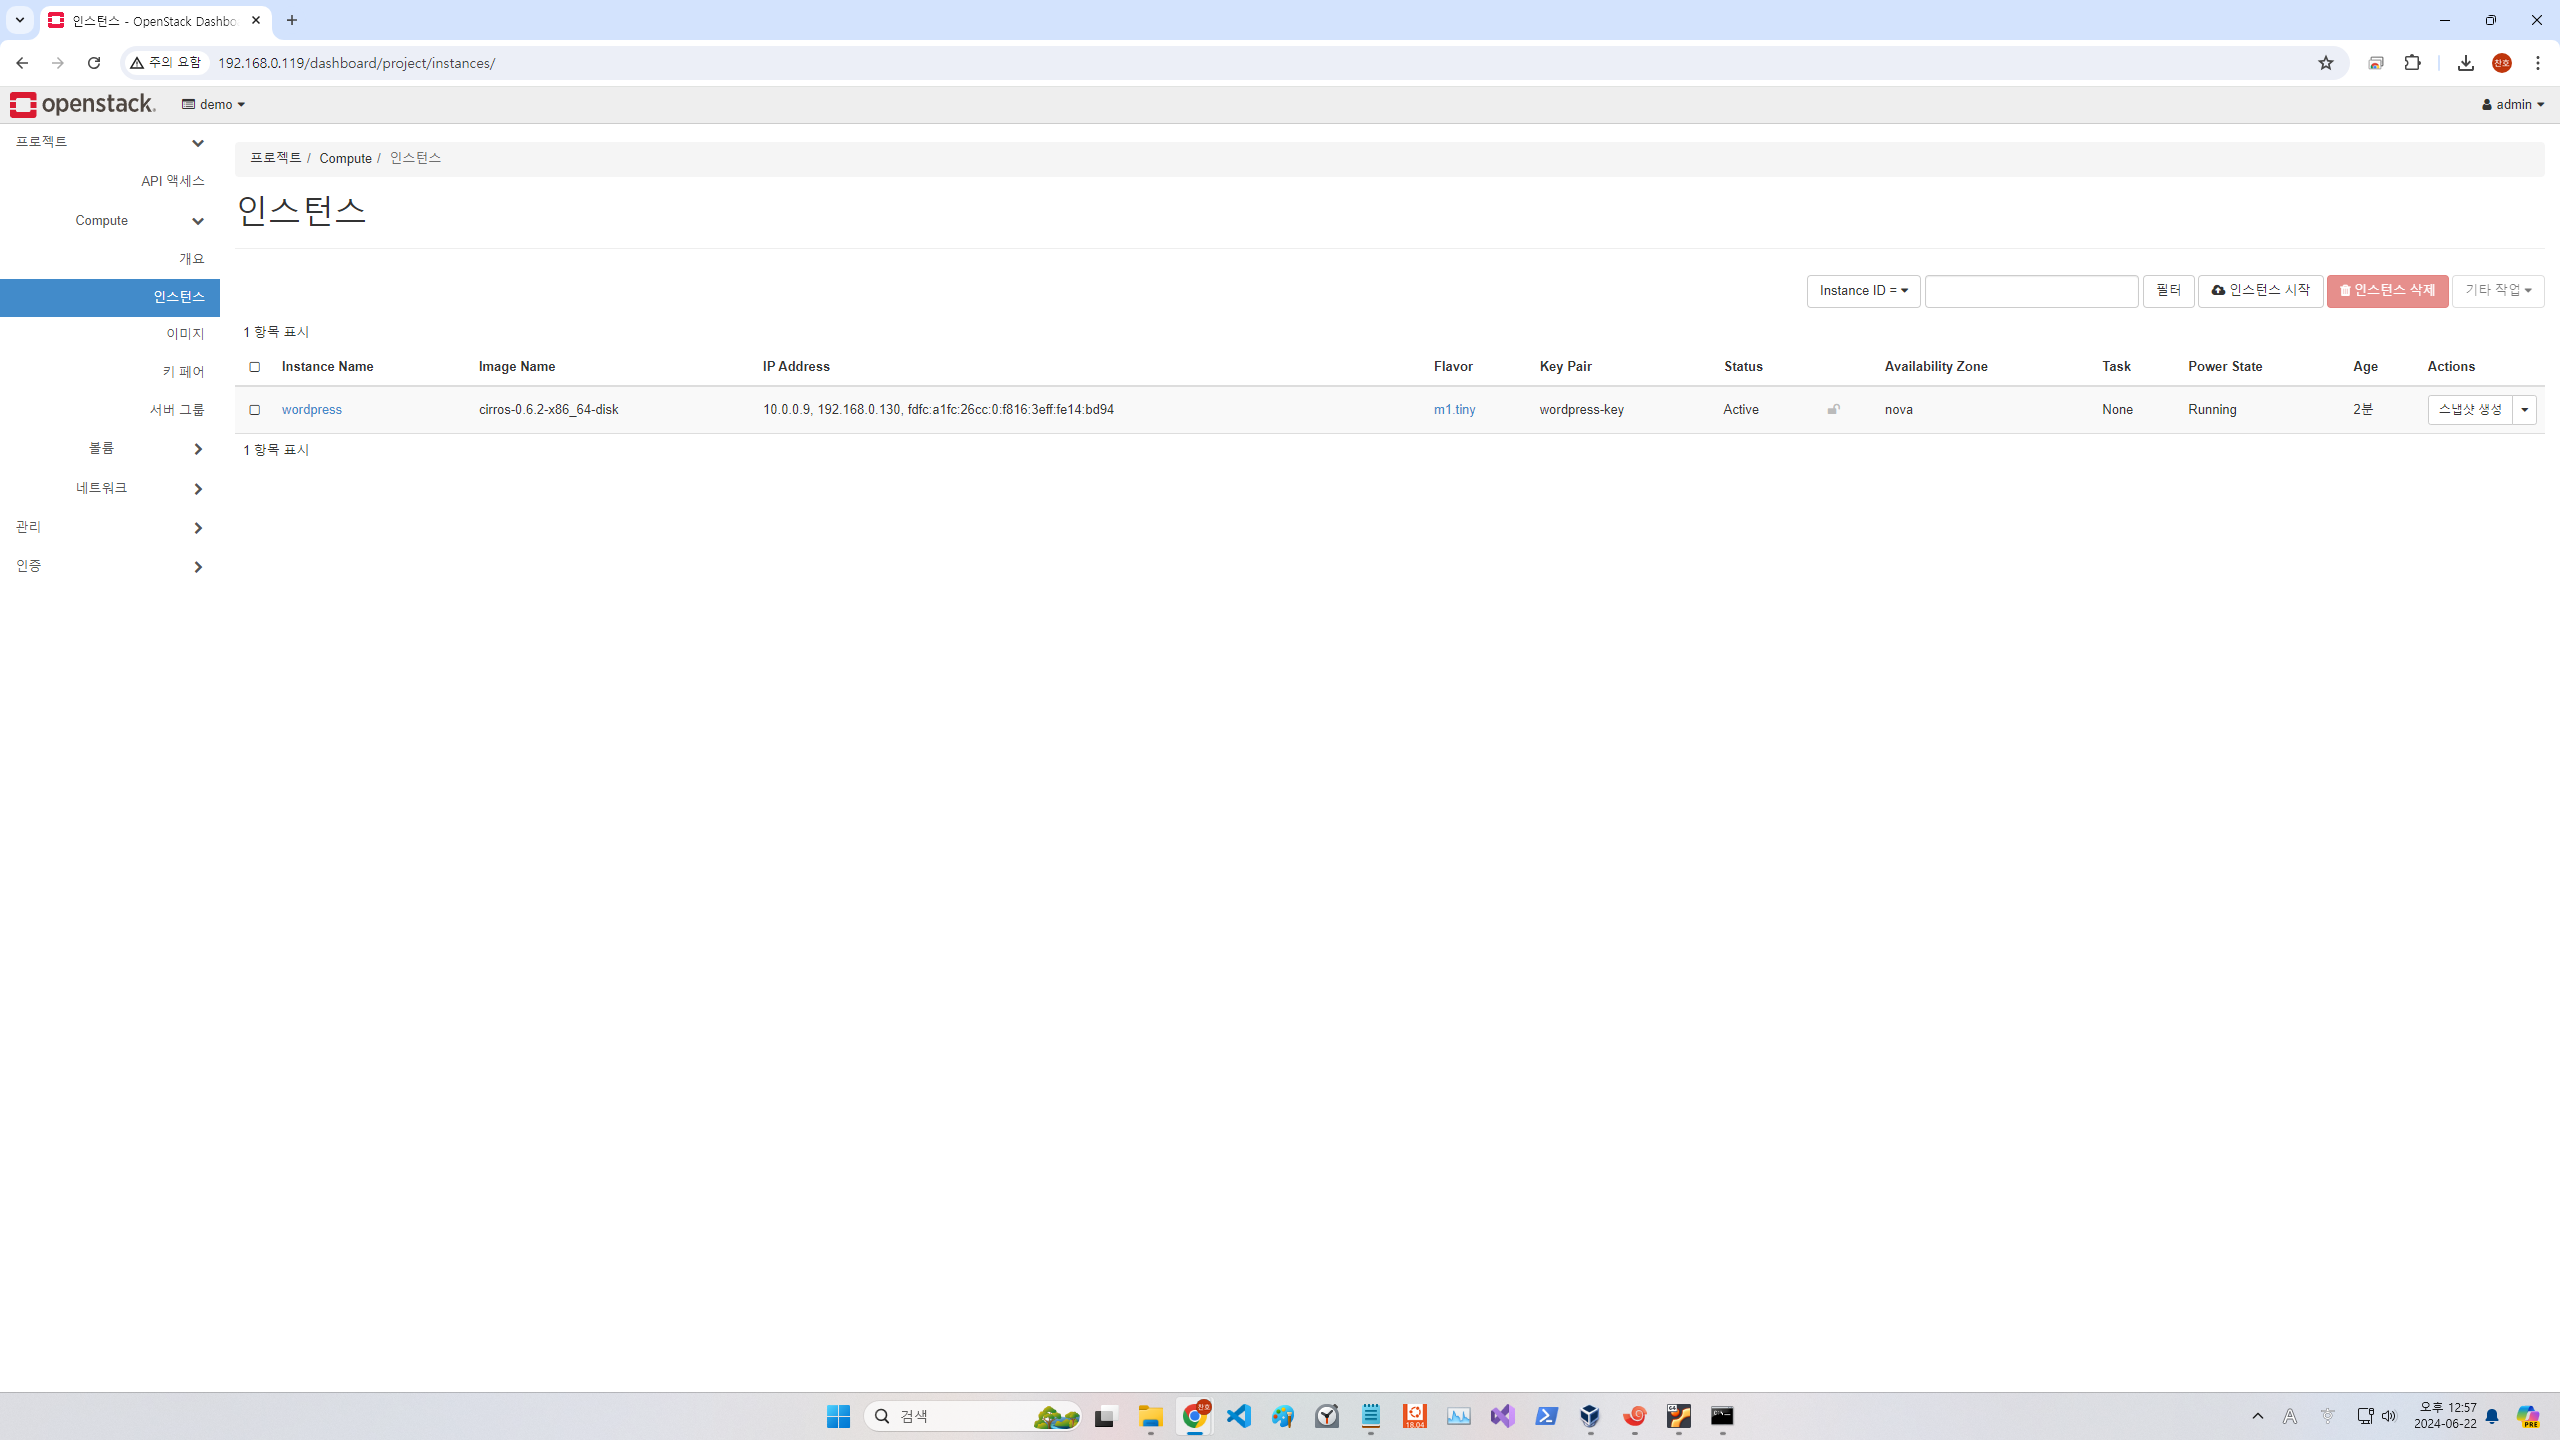 인스턴스 - OpenStack Dashbo
주의 요함 192.168.0.119/dashboard/project/instances/ 찬호
openstack. demo admin
프로젝트
API 액세스
Compute
개요
인스턴스
이미지
키 페어
서버 그룹
볼륨
네트워크
관리
인증
프로젝트 / Compute / 인스턴스
인스턴스
Instance ID = 필터 인스턴스 시작 인스턴스 삭제 기타 작업
1 항목 표시
Instance Name Image Name IP Address Flavor Key Pair Status Availability Zone Task Power State Age Actions
wordpress cirros-0.6.2-x86_64-disk 10.0.0.9, 192.168.0.130, fdfc:a1fc:26cc:0:f816:3eff:fe14:bd94 m1.tiny wordpress-key Active nova None Running 2분 스냅샷 생성
1 항목 표시
검색 찬호 18.04 A 오후 12:57 PRE
2024-06-22